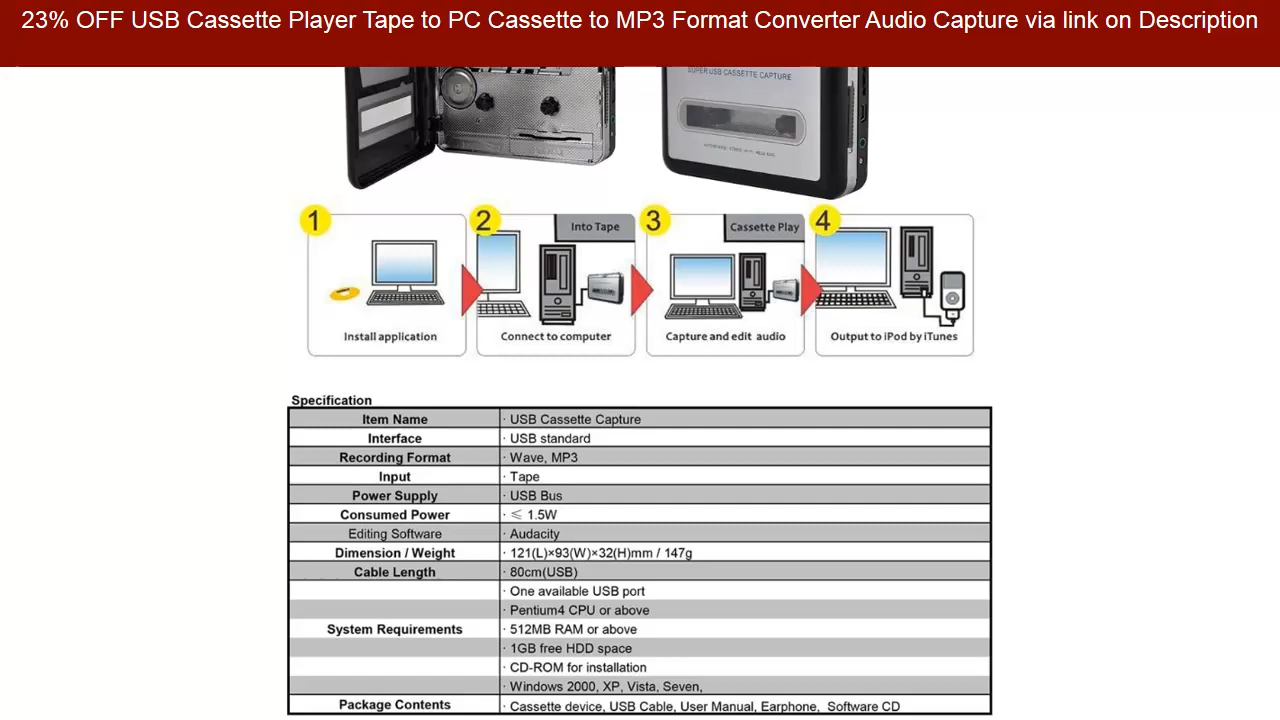 23% OFF USB Cassette Player Tape to PC Cassette to MP3 Format Converter Audio Capture via link on Description
SUPER USB CASSETTE CAPTURE
1
2
Into Tape
3
Cassette Play
4
Install application
Connect to computer
Capture and edit audio
Output to iPod by iTunes
Specification
Item Name · USB Cassette Capture
Interface · USB standard
Recording Format · Wave, MP3
Input · Tape
Power Supply · USB Bus
Consumed Power · ≤ 1.5W
Editing Software · Audacity
Dimension / Weight · 121(L)×93(W)×32(H)mm / 147g
Cable Length · 80cm(USB)
· One available USB port
· Pentium4 CPU or above
System Requirements · 512MB RAM or above
· 1GB free HDD space
· CD-ROM for installation
· Windows 2000, XP, Vista, Seven,
Package Contents · Cassette device, USB Cable, User Manual, Earphone, Software CD